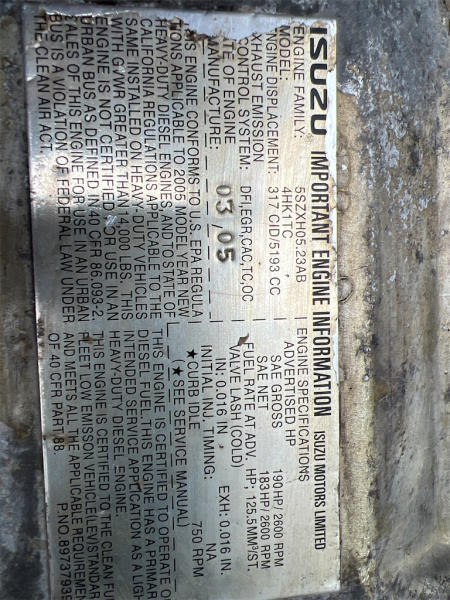 ISUZU IMPORTANT ENGINE INFORMATION ISUZU MOTORS LIMITED
ENGINE FAMILY: 5SZXH05.23AB
MODEL: 4HK1TC
ENGINE DISPLACEMENT: 317 CID/5193 CC
EXHAUST EMISSION
CONTROL SYSTEM: DFI,EGR,CAC,TC,OC
DATE OF ENGINE
MANUFACTURE: 03 05
THIS ENGINE CONFORMS TO U.S. EPA REGULA
TIONS APPLICABLE TO 2005 MODEL YEAR NEW
HEAVY-DUTY DIESEL ENGINES AND TO STATE OF
CALIFORNIA REGULATIONS APPLICABLE TO THE
SAME INSTALLED ON HEAVY-DUTY VEHICLES
WITH GVWR GREATER THAN 14,000 LBS. THIS
ENGINE IS NOT CERTIFIED FOR USE IN AN
URBAN BUS AS DEFINED IN 40 CFR 86.093-2.
SALES OF THIS ENGINE FOR USE IN AN URBAN
BUS IS A VIOLATION OF FEDERAL LAW UNDER
THE CLEAN AIR ACT.
ENGINE SPECIFICATIONS
ADVERTISED HP
SAE GROSS 190HP/2600 RPM
SAE NET 183HP/2600 RPM
FUEL RATE AT ADV. HP: 125.5MM³/ST.
VALVE LASH (COLD)
IN: 0.016 IN. EXH: 0.016 IN.
INITIAL INJ. TIMING: NA
★CURB IDLE 750 RPM
(★SEE SERVICE MANUAL)
THIS ENGINE IS CERTIFIED TO OPERATE O
DIESEL FUEL. THIS ENGINE HAS A PRIMAR
INTENDED SERVICE APPLICATION AS A LIGH
HEAVY-DUTY DIESEL ENGINE.
THIS ENGINE IS CERTIFIED TO THE CLEAN FU
FLEET LOW EMISSON VEHICLE(LEV)STANDAR
AND MEETS ALL THE APPLICABLE REQUIREMEN
OF 40 CFR PART 88.
P.NO.89737939